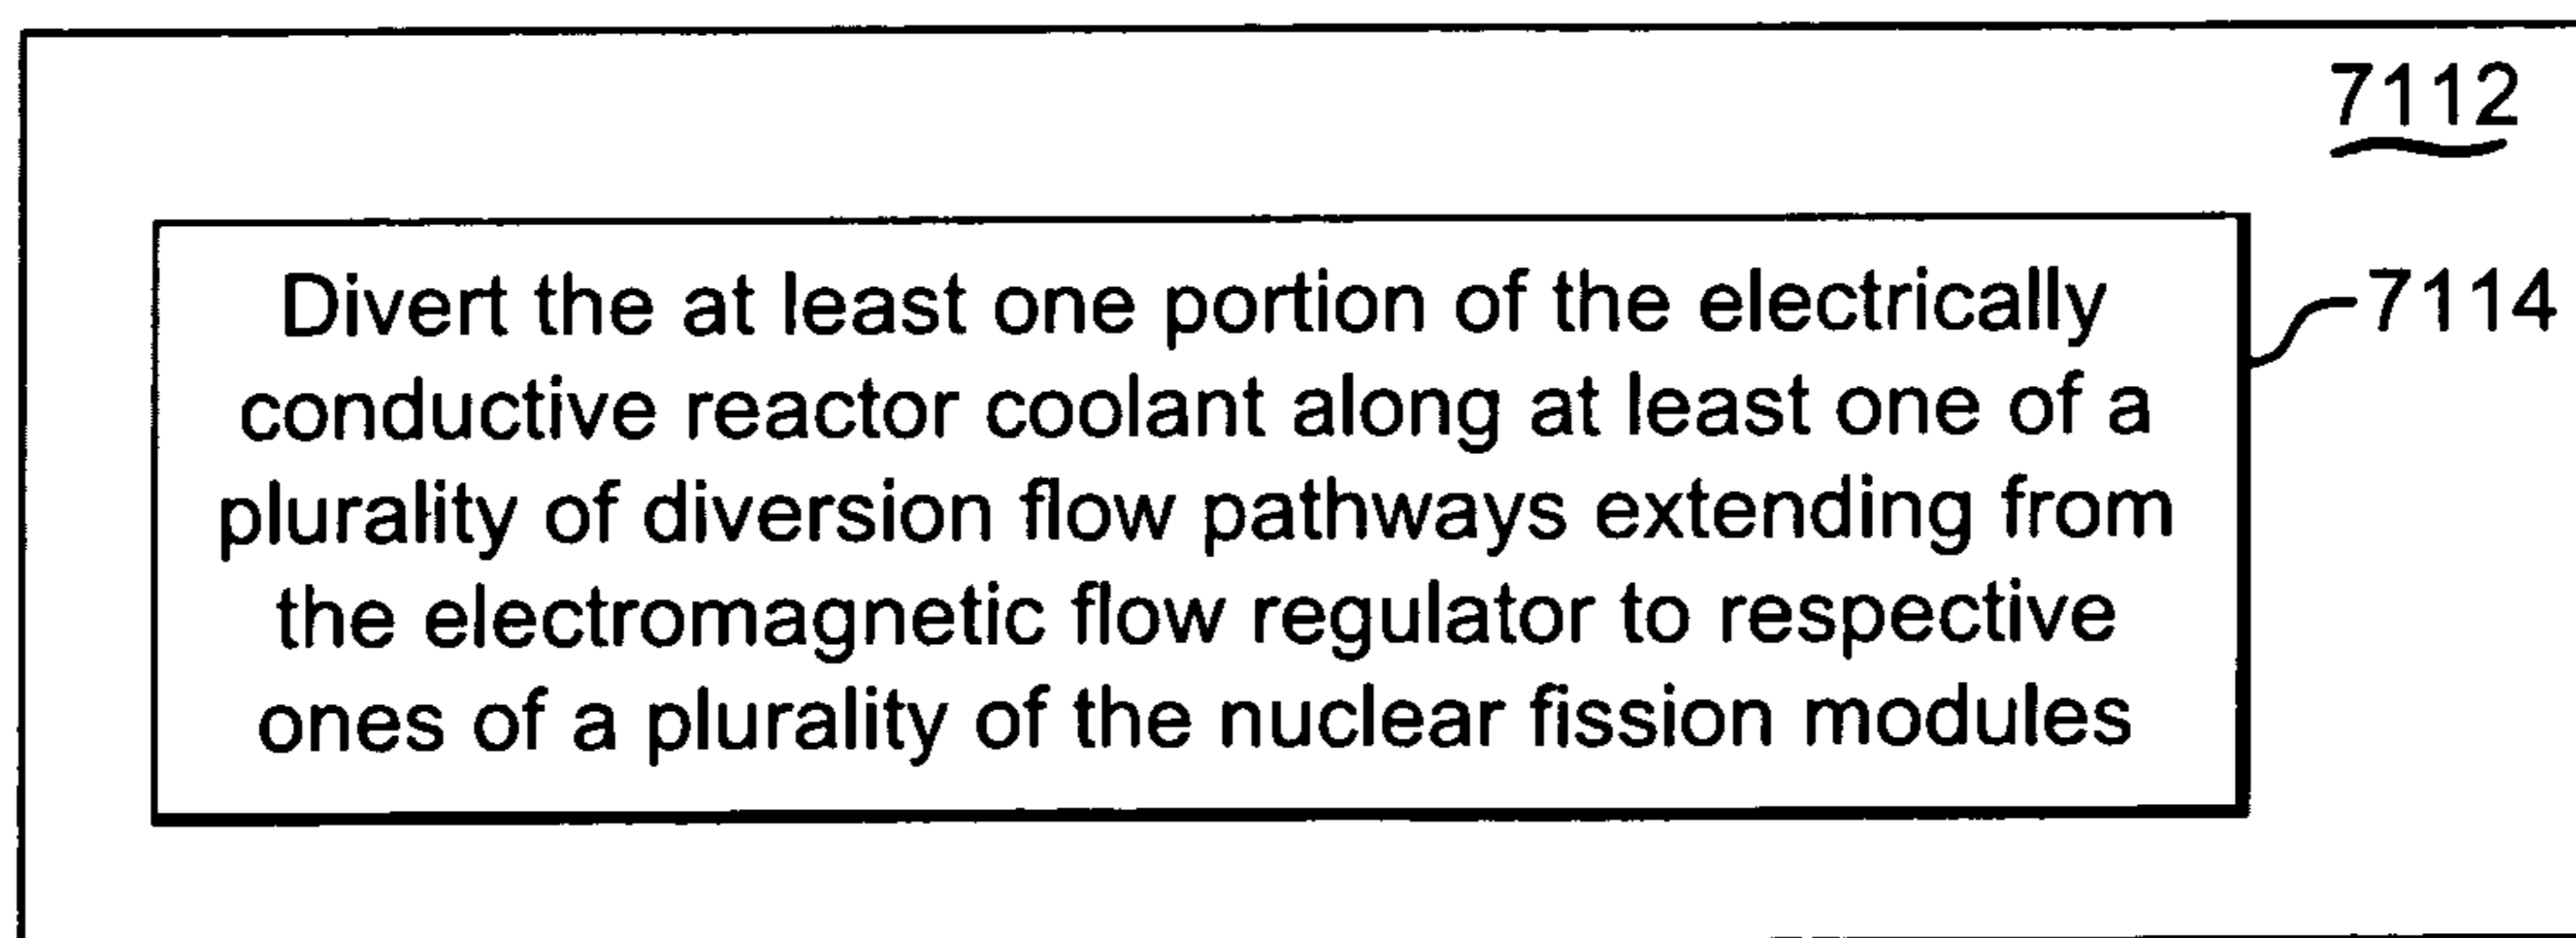 7112
Divert the at least one portion of the electrically
7114
conductive reactor coolant along at least one of a
plurality of diversion flow pathways extending from
the electromagnetic flow regulator to respective
ones of a plurality of the nuclear fission modules